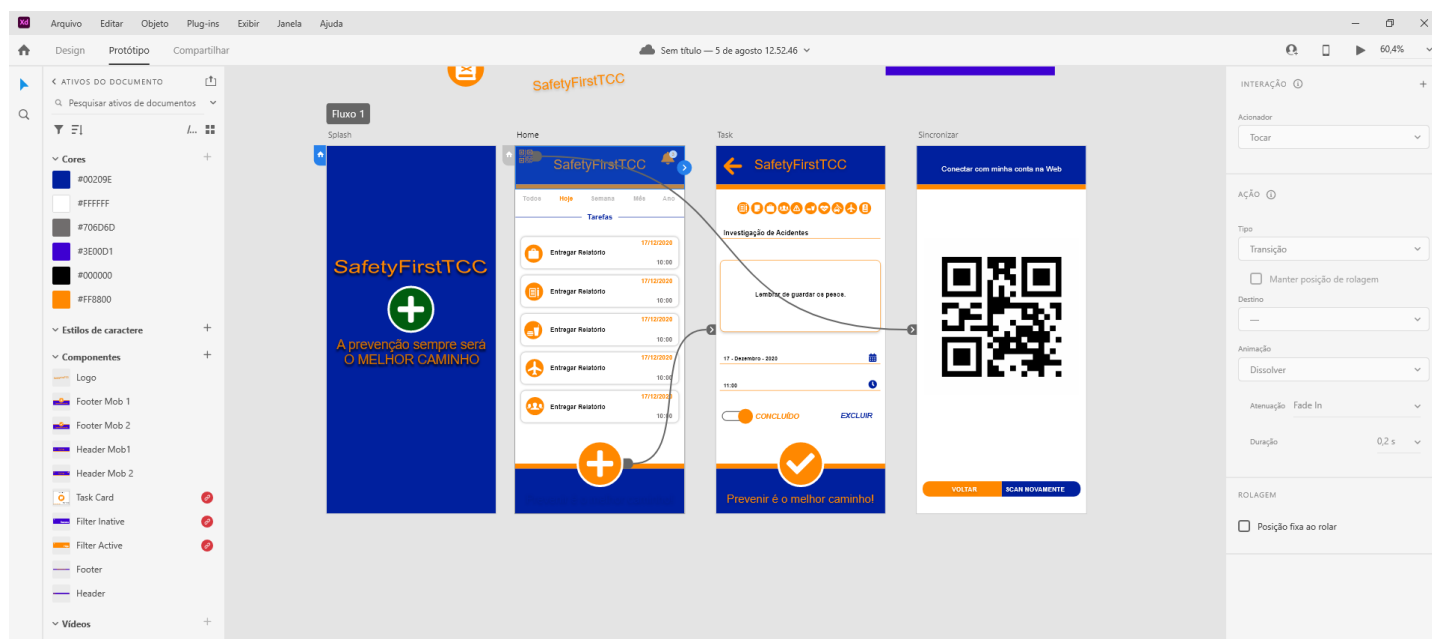 Xd Arquivo Editar Objeto Plug-ins Exibir Janela Ajuda
Design Protótipo Compartilhar Sem título — 5 de agosto 12.52.46 60,4%
ATIVOS DO DOCUMENTO
Pesquisar ativos de documentos
Cores
#00209E
#FFFFFF
#706D6D
#3E00D1
#000000
#FF8800
Estilos de caractere
Componentes
Logo
Footer Mob 1
Footer Mob 2
Header Mob1
Header Mob 2
Task Card
Filter Inative
Filter Active
Footer
Header
Vídeos
SafetyFirstTCC
Fluxo 1
Splash
SafetyFirstTCC
A prevenção sempre será
O MELHOR CAMINHO
Home
SafetyFirstTCC
Todos Hoje Semana Mês Ano
Tarefas
17/12/2020
Entregar Relatório
10:00
17/12/2020
Entregar Relatório
10:00
17/12/2020
Entregar Relatório
10:00
17/12/2020
Entregar Relatório
10:00
17/12/2020
Entregar Relatório
10:00
Task
SafetyFirstTCC
Investigação de Acidentes
Lembrar de guardar os pesos.
17 - Dezembro - 2020
11:00
CONCLUÍDO EXCLUIR
Prevenir é o melhor caminho!
Sincronizar
Conectar com minha conta na Web
VOLTAR SCAN NOVAMENTE
INTERAÇÃO
Acionador
Tocar
AÇÃO
Tipo
Transição
Manter posição de rolagem
Destino
—
Animação
Dissolver
Atenuação Fade In
Duração 0,2 s
ROLAGEM
Posição fixa ao rolar